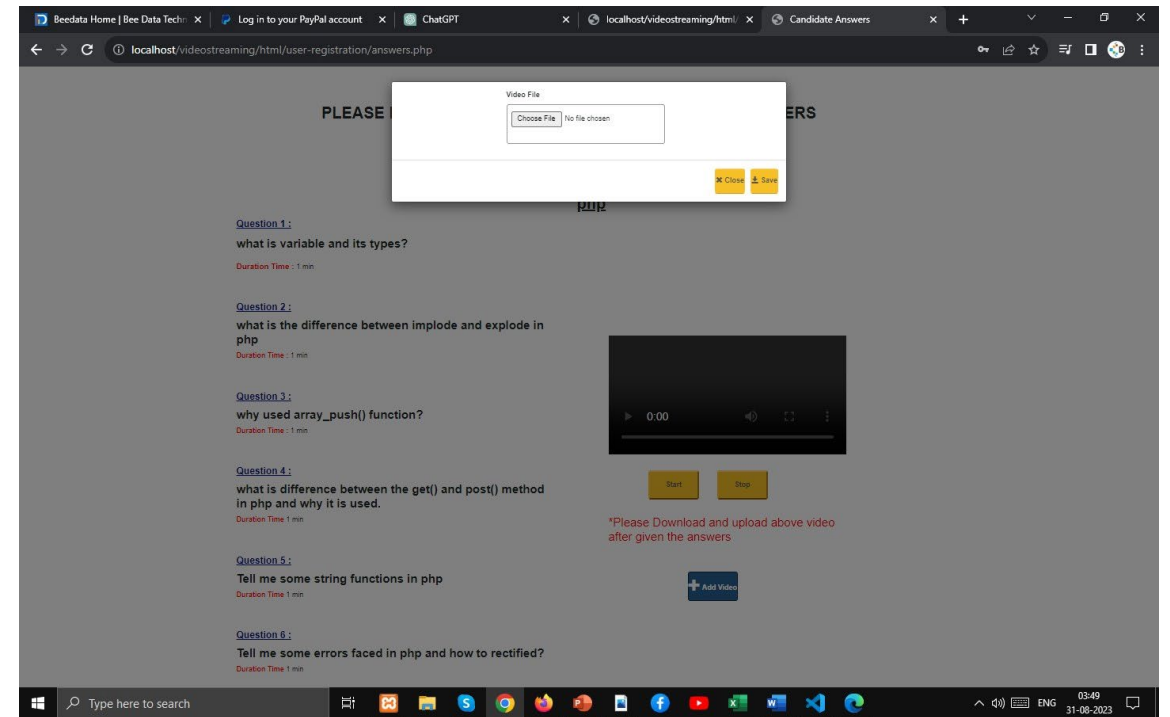 Beedata Home | Bee Data Techn
Log in to your PayPal account
ChatGPT
localhost/videostreaming/html/
Candidate Answers
localhost/videostreaming/html/user-registration/answers.php
Video File
Choose File No file chosen
Close Save
PLEASE
ERS
php
Question 1 :
what is variable and its types?
Duration Time : 1 min
Question 2 :
what is the difference between implode and explode in
php
Duration Time : 1 min
Question 3 :
why used array_push() function?
Duration Time : 1 min
Question 4 :
what is difference between the get() and post() method
in php and why it is used.
Duration Time 1 min
Question 5 :
Tell me some string functions in php
Duration Time 1 min
Question 6 :
Tell me some errors faced in php and how to rectified?
Duration Time 1 min
0:00
Start Stop
*Please Download and upload above video
after given the answers
Add Video
Type here to search
ENG
03:49
31-08-2023